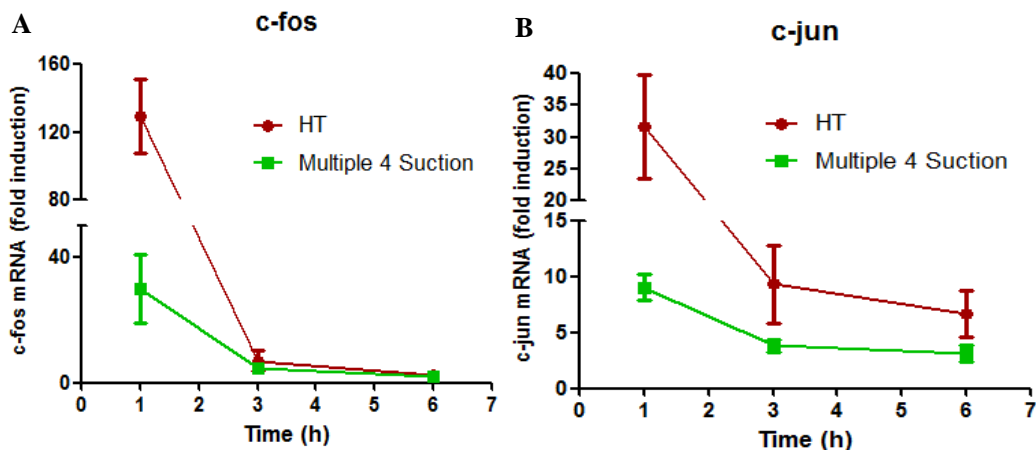 A
c-fos
c-fos mRNA (fold induction)
160
120
80
40
0
HT
Multiple 4 Suction
0 1 2 3 4 5 6 7
Time (h)
B
c-jun
c-jun mRNA (fold induction)
40
35
30
25
20
15
10
5
0
HT
Multiple 4 Suction
0 1 2 3 4 5 6 7
Time (h)